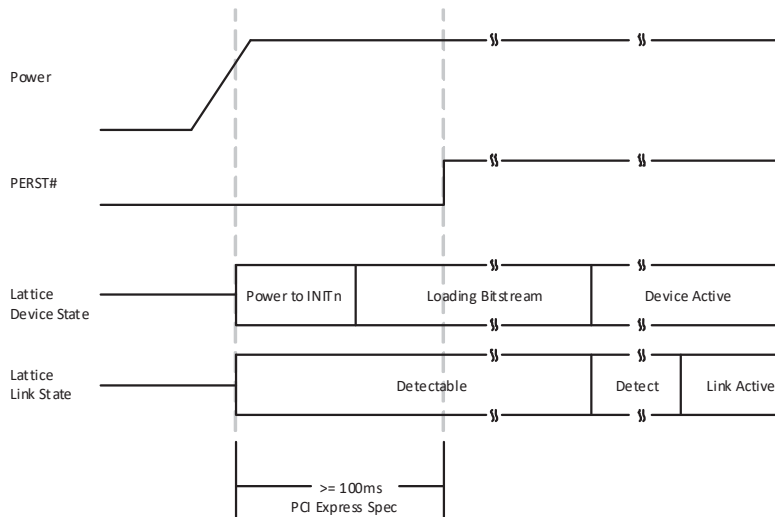 Power
PERST#
Lattice
Device State
Power to INITn
Loading Bitstream
Device Active
Lattice
Link State
Detectable
Detect
Link Active
>= 100ms
PCI Express Spec